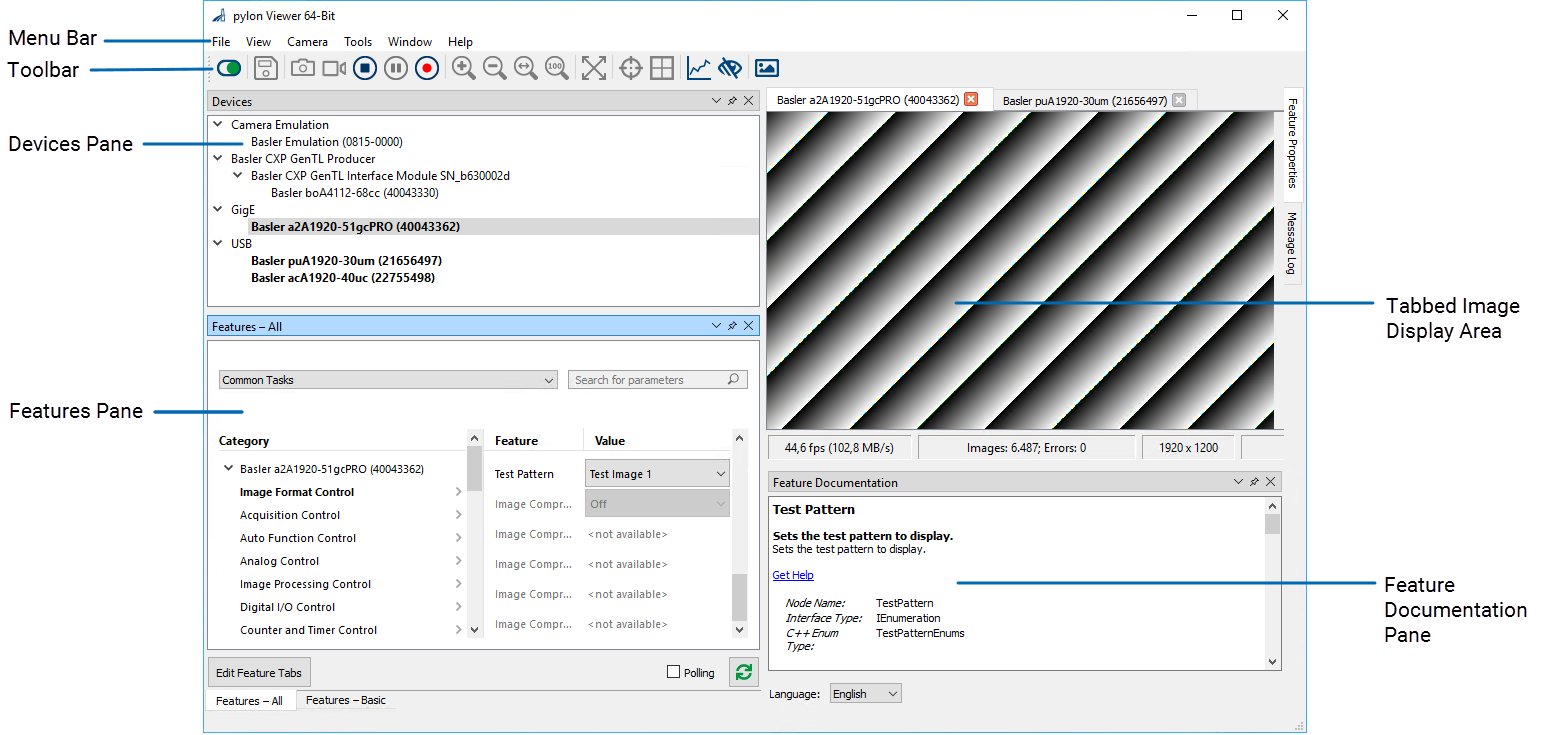 pylon Viewer 64-Bit
Menu Bar
File View Camera Tools Window Help
Toolbar
100
Devices
Devices Pane
Camera Emulation
Basler Emulation (0815-0000)
Basler CXP GenTL Producer
Basler CXP GenTL Interface Module SN_b630002d
Basler boA4112-68cc (40043330)
GigE
Basler a2A1920-51gcPRO (40043362)
USB
Basler puA1920-30um (21656497)
Basler acA1920-40uc (22755498)
Basler a2A1920-51gcPRO (40043362) Basler puA1920-30um (21656497)
Feature Properties
Message Log
Tabbed Image
Display Area
Features – All
Common Tasks Search for parameters
Features Pane
Category
Basler a2A1920-51gcPRO (40043362)
Image Format Control
Acquisition Control
Auto Function Control
Analog Control
Image Processing Control
Digital I/O Control
Counter and Timer Control
Feature Value
Test Pattern Test Image 1
Image Compr... Off
Image Compr... <not available>
Image Compr... <not available>
Image Compr... <not available>
Image Compr... <not available>
Edit Feature Tabs Polling
Features – All Features – Basic
44,6 fps (102,8 MB/s) Images: 6.487; Errors: 0 1920 x 1200
Feature Documentation
Test Pattern
Sets the test pattern to display.
Sets the test pattern to display.
Get Help
Node Name: TestPattern
Interface Type: IEnumeration
C++ Enum TestPatternEnums
Type:
Feature
Documentation
Pane
Language: English